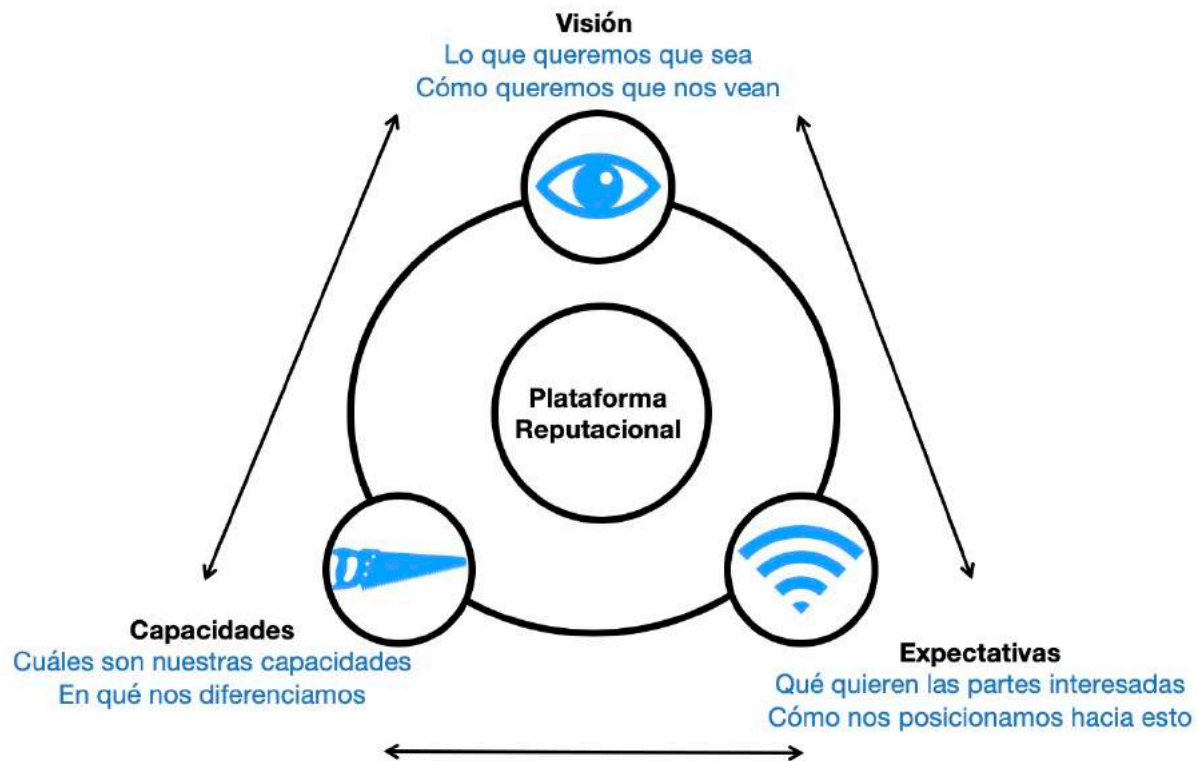 Visión
Lo que queremos que sea
Cómo queremos que nos vean
Plataforma
Reputacional
Capacidades
Cuáles son nuestras capacidades
En qué nos diferenciamos
Expectativas
Qué quieren las partes interesadas
Cómo nos posicionamos hacia esto